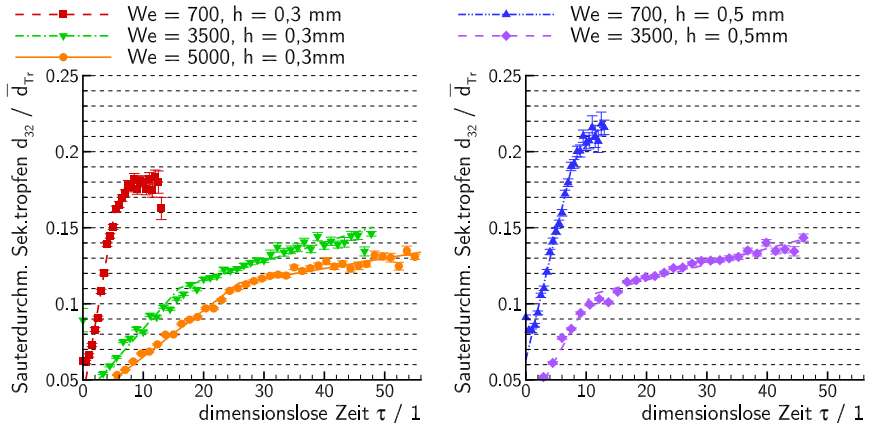 We = 700, h = 0,3 mm
We = 3500, h = 0,3mm
We = 5000, h = 0,3mm
Sauterdurchm. Sek.tropfen d32 / d̅Tr
0.25
0.2
0.15
0.1
0.05
0 10 20 30 40 50
dimensionslose Zeit τ / 1
We = 700, h = 0,5 mm
We = 3500, h = 0,5mm
Sauterdurchm. Sek.tropfen d32 / d̅Tr
0.25
0.2
0.15
0.1
0.05
0 10 20 30 40 50
dimensionslose Zeit τ / 1